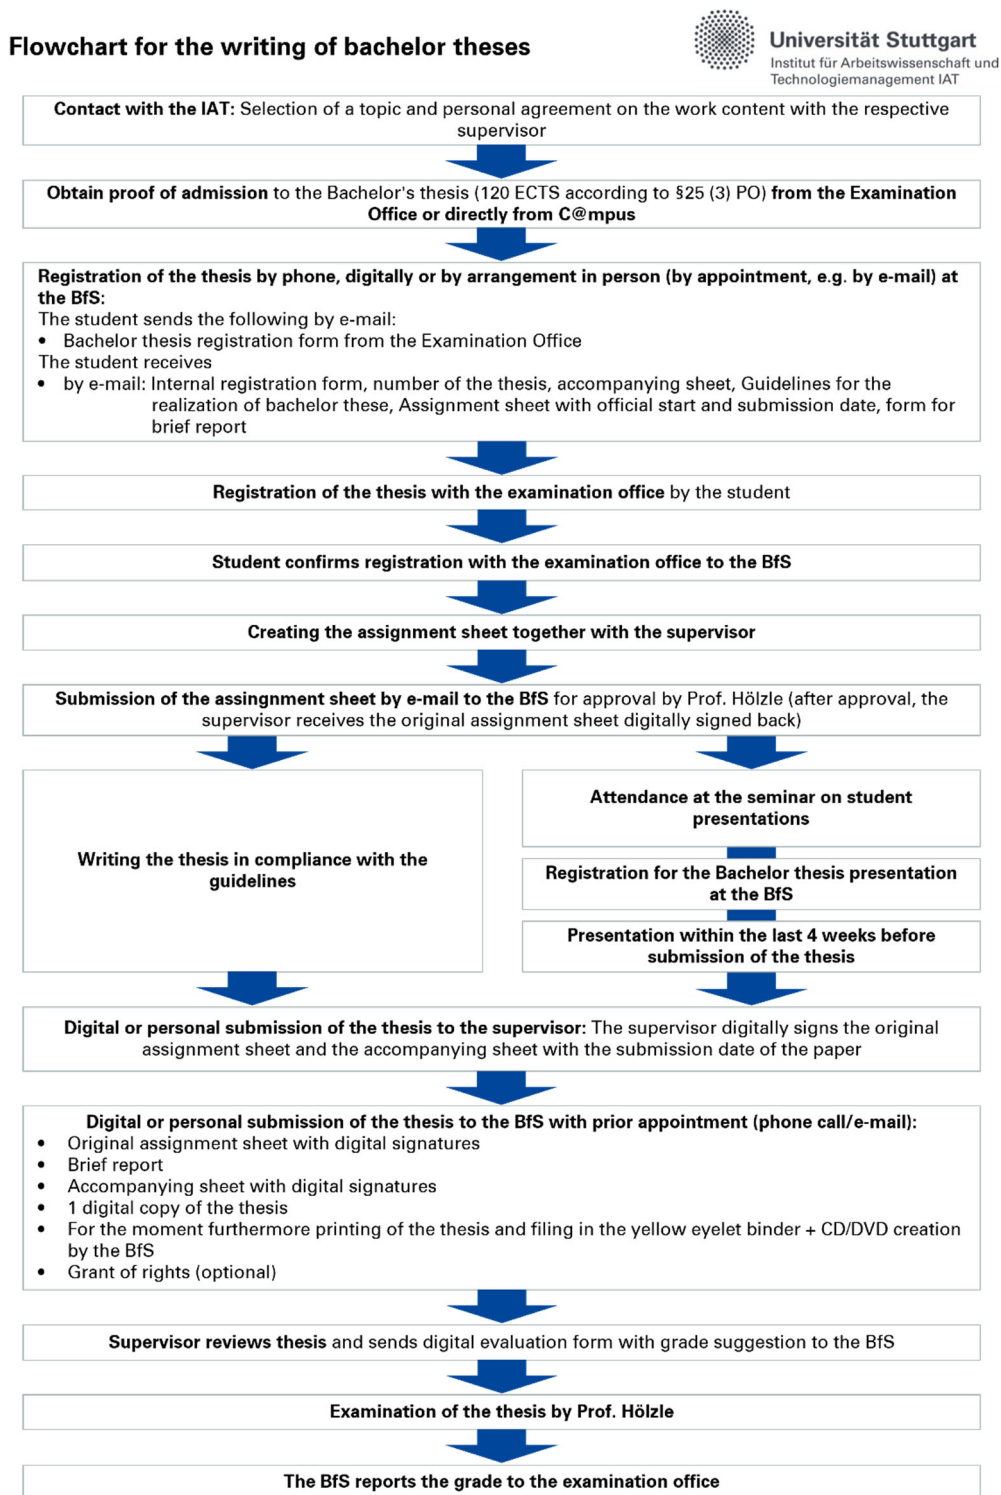 Flowchart for the writing of bachelor theses
Universität Stuttgart
Institut für Arbeitswissenschaft und
Technologiemanagement IAT
Contact with the IAT: Selection of a topic and personal agreement on the work content with the respective
supervisor
Obtain proof of admission to the Bachelor's thesis (120 ECTS according to §25 (3) PO) from the Examination
Office or directly from C@mpus
Registration of the thesis by phone, digitally or by arrangement in person (by appointment, e.g. by e-mail) at
the BfS:
The student sends the following by e-mail:
• Bachelor thesis registration form from the Examination Office
The student receives
• by e-mail: Internal registration form, number of the thesis, accompanying sheet, Guidelines for the
realization of bachelor these, Assignment sheet with official start and submission date, form for
brief report
Registration of the thesis with the examination office by the student
Student confirms registration with the examination office to the BfS
Creating the assignment sheet together with the supervisor
Submission of the assingnment sheet by e-mail to the BfS for approval by Prof. Hölzle (after approval, the
supervisor receives the original assignment sheet digitally signed back)
Writing the thesis in compliance with the
guidelines
Attendance at the seminar on student
presentations
Registration for the Bachelor thesis presentation
at the BfS
Presentation within the last 4 weeks before
submission of the thesis
Digital or personal submission of the thesis to the supervisor: The supervisor digitally signs the original
assignment sheet and the accompanying sheet with the submission date of the paper
Digital or personal submission of the thesis to the BfS with prior appointment (phone call/e-mail):
• Original assignment sheet with digital signatures
• Brief report
• Accompanying sheet with digital signatures
• 1 digital copy of the thesis
• For the moment furthermore printing of the thesis and filing in the yellow eyelet binder + CD/DVD creation
by the BfS
• Grant of rights (optional)
Supervisor reviews thesis and sends digital evaluation form with grade suggestion to the BfS
Examination of the thesis by Prof. Hölzle
The BfS reports the grade to the examination office